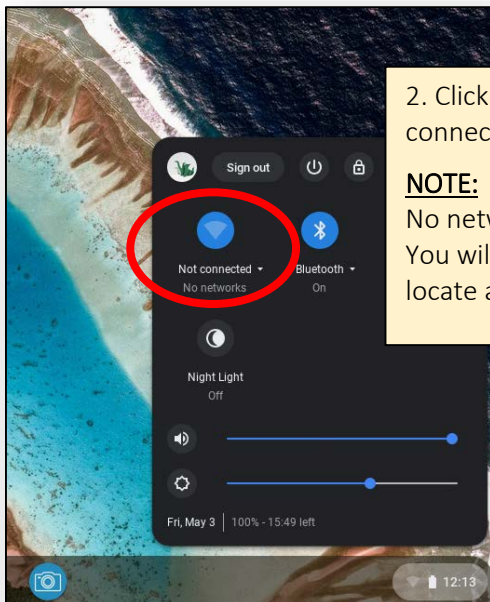 2. Click
connec
NOTE:
No netw
You wil
locate a
Sign out
Not connected
Bluetooth
No networks
On
Night Light
Off
Fri, May 3 | 100% - 15:49 left
12:13